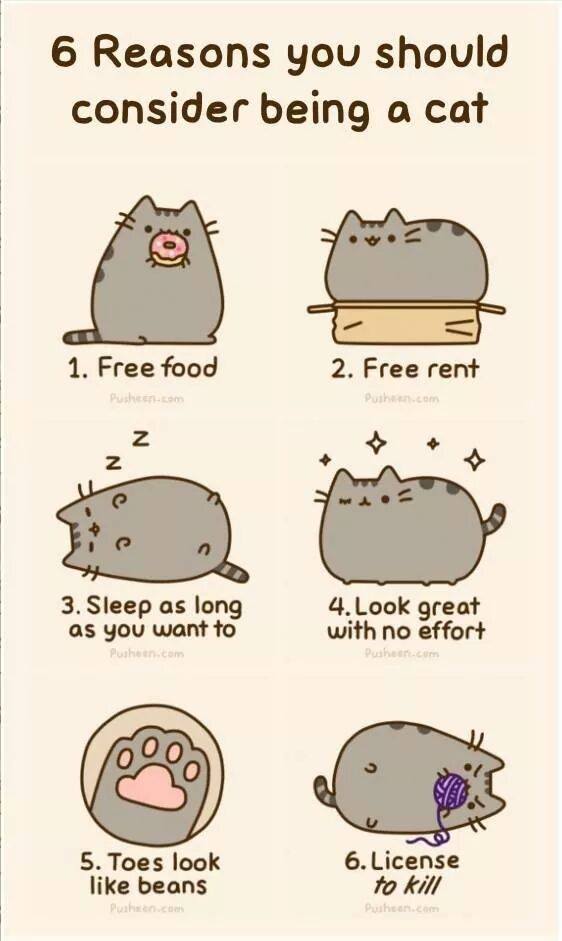 6 Reasons you should
consider being a cat
1. Free food
Pusheen.com
2. Free rent
Pusheen.com
z
z
3. Sleep as long
as you want to
Pusheen.com
4. Look great
with no effort
Pusheen.com
5. Toes look
like beans
Pusheen.com
6. License
to kill
Pusheen.com